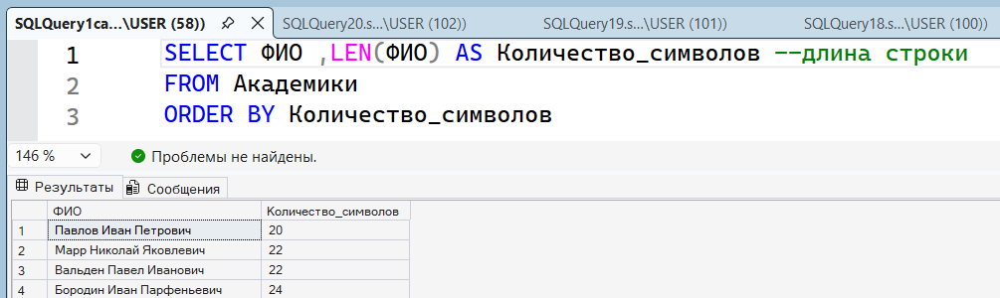 SQLQuery1ca...\USER (58)) SQLQuery20.s...\USER (102)) SQLQuery19.s...\USER (101)) SQLQuery18.s...\USER (100))
1 SELECT ФИО ,LEN(ФИО) AS Количество_символов --длина строки
2 FROM Академики
3 ORDER BY Количество_символов
146 % Проблемы не найдены.
Результаты Сообщения
ФИО Количество_символов
1 Павлов Иван Петрович 20
2 Марр Николай Яковлевич 22
3 Вальден Павел Иванович 22
4 Бородин Иван Парфеньевич 24